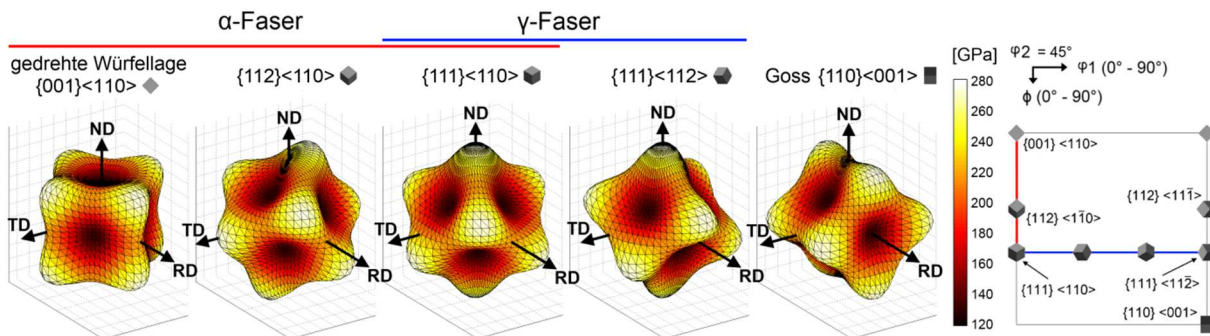 α-Faser
γ-Faser
gedrehte Würfellage
{001}<110>
{112}<110>
{111}<110>
{111}<112>
Goss {110}<001>
ND
TD
RD
ND
TD
RD
ND
TD
RD
ND
TD
RD
ND
TD
RD
[GPa]
280
260
240
220
200
180
160
140
120
φ2 = 45°
φ1 (0° - 90°)
ϕ (0° - 90°)
{001} <110>
{112} <111̄>
{112} <11̄0>
{111} <112̄>
{111} <110>
{110} <001>